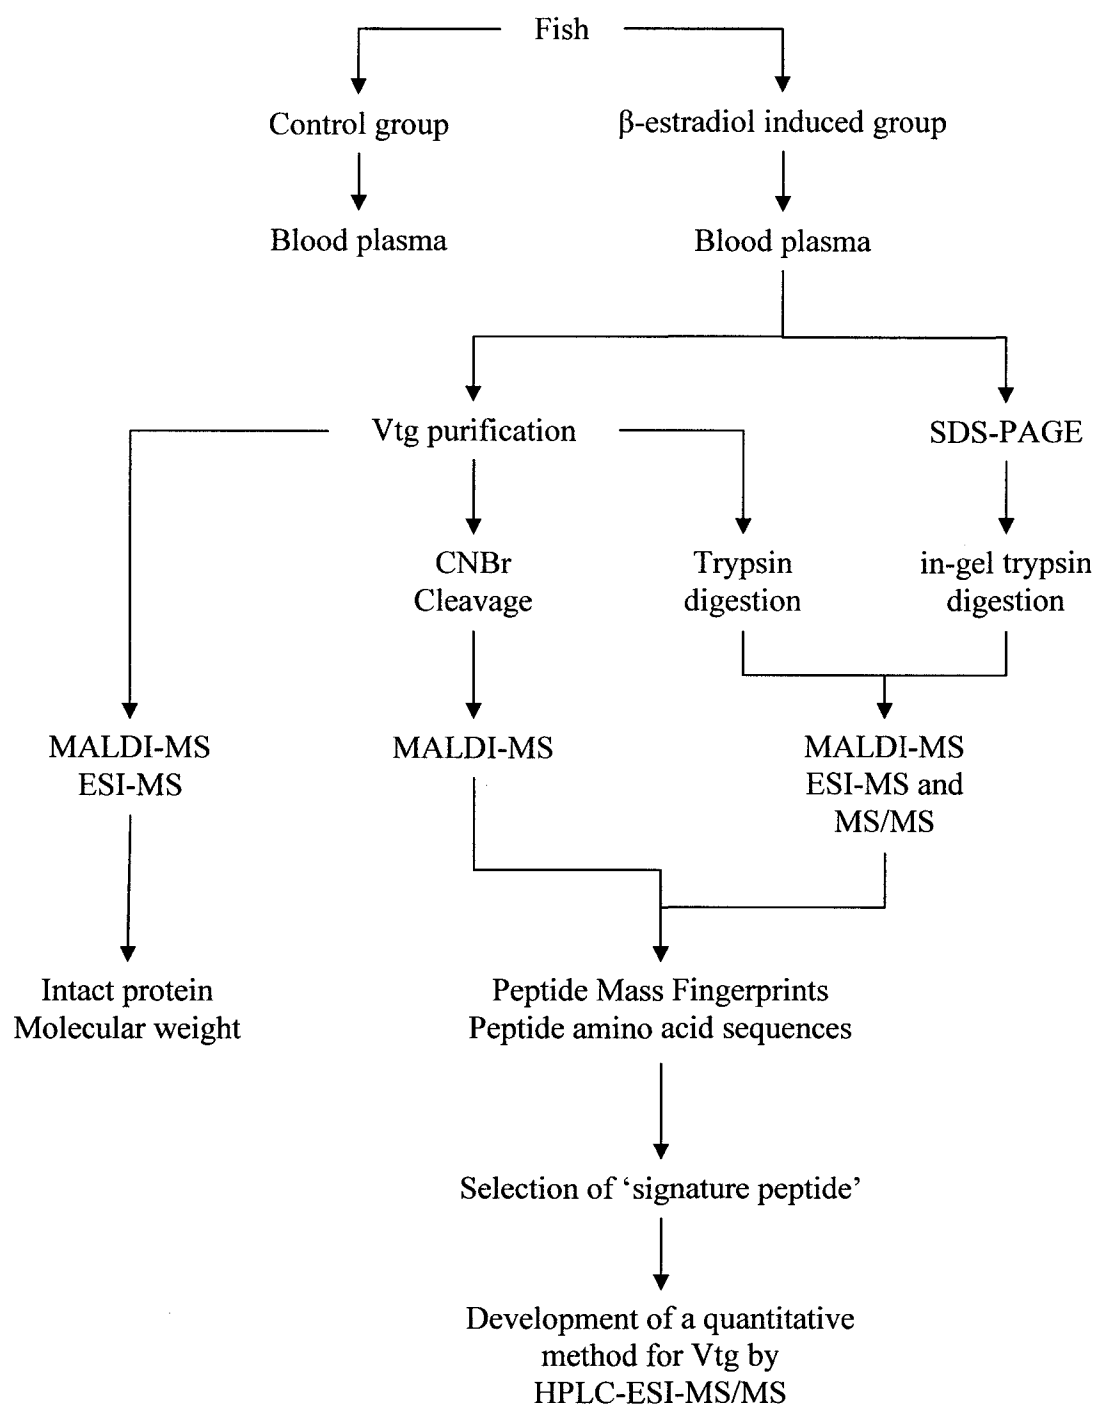 Fish
Control group
β-estradiol induced group
Blood plasma
Blood plasma
Vtg purification
SDS-PAGE
CNBr
Cleavage
Trypsin
digestion
in-gel trypsin
digestion
MALDI-MS
ESI-MS
MALDI-MS
MALDI-MS
ESI-MS and
MS/MS
Intact protein
Molecular weight
Peptide Mass Fingerprints
Peptide amino acid sequences
Selection of ‘signature peptide’
Development of a quantitative
method for Vtg by
HPLC-ESI-MS/MS